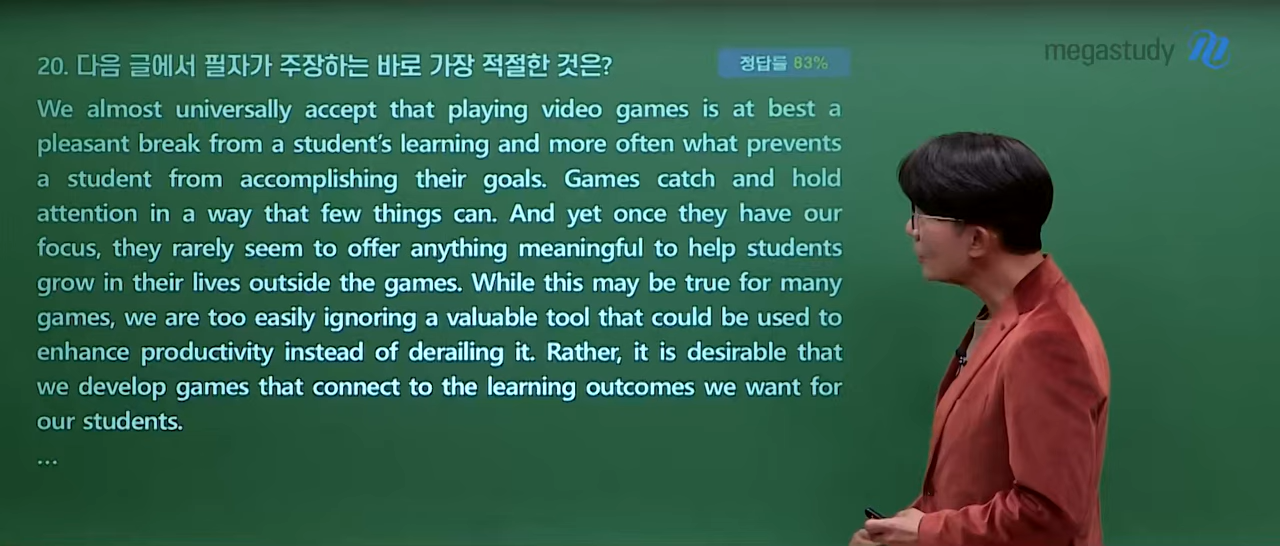 megastudy
20. 다음 글에서 필자가 주장하는 바로 가장 적절한 것은?
정답률 83%
We almost universally accept that playing video games is at best a
pleasant break from a student's learning and more often what prevents
a student from accomplishing their goals. Games catch and hold
attention in a way that few things can. And yet once they have our
focus, they rarely seem to offer anything meaningful to help students
grow in their lives outside the games. While this may be true for many
games, we are too easily ignoring a valuable tool that could be used to
enhance productivity instead of derailing it. Rather, it is desirable that
we develop games that connect to the learning outcomes we want for
our students.
...